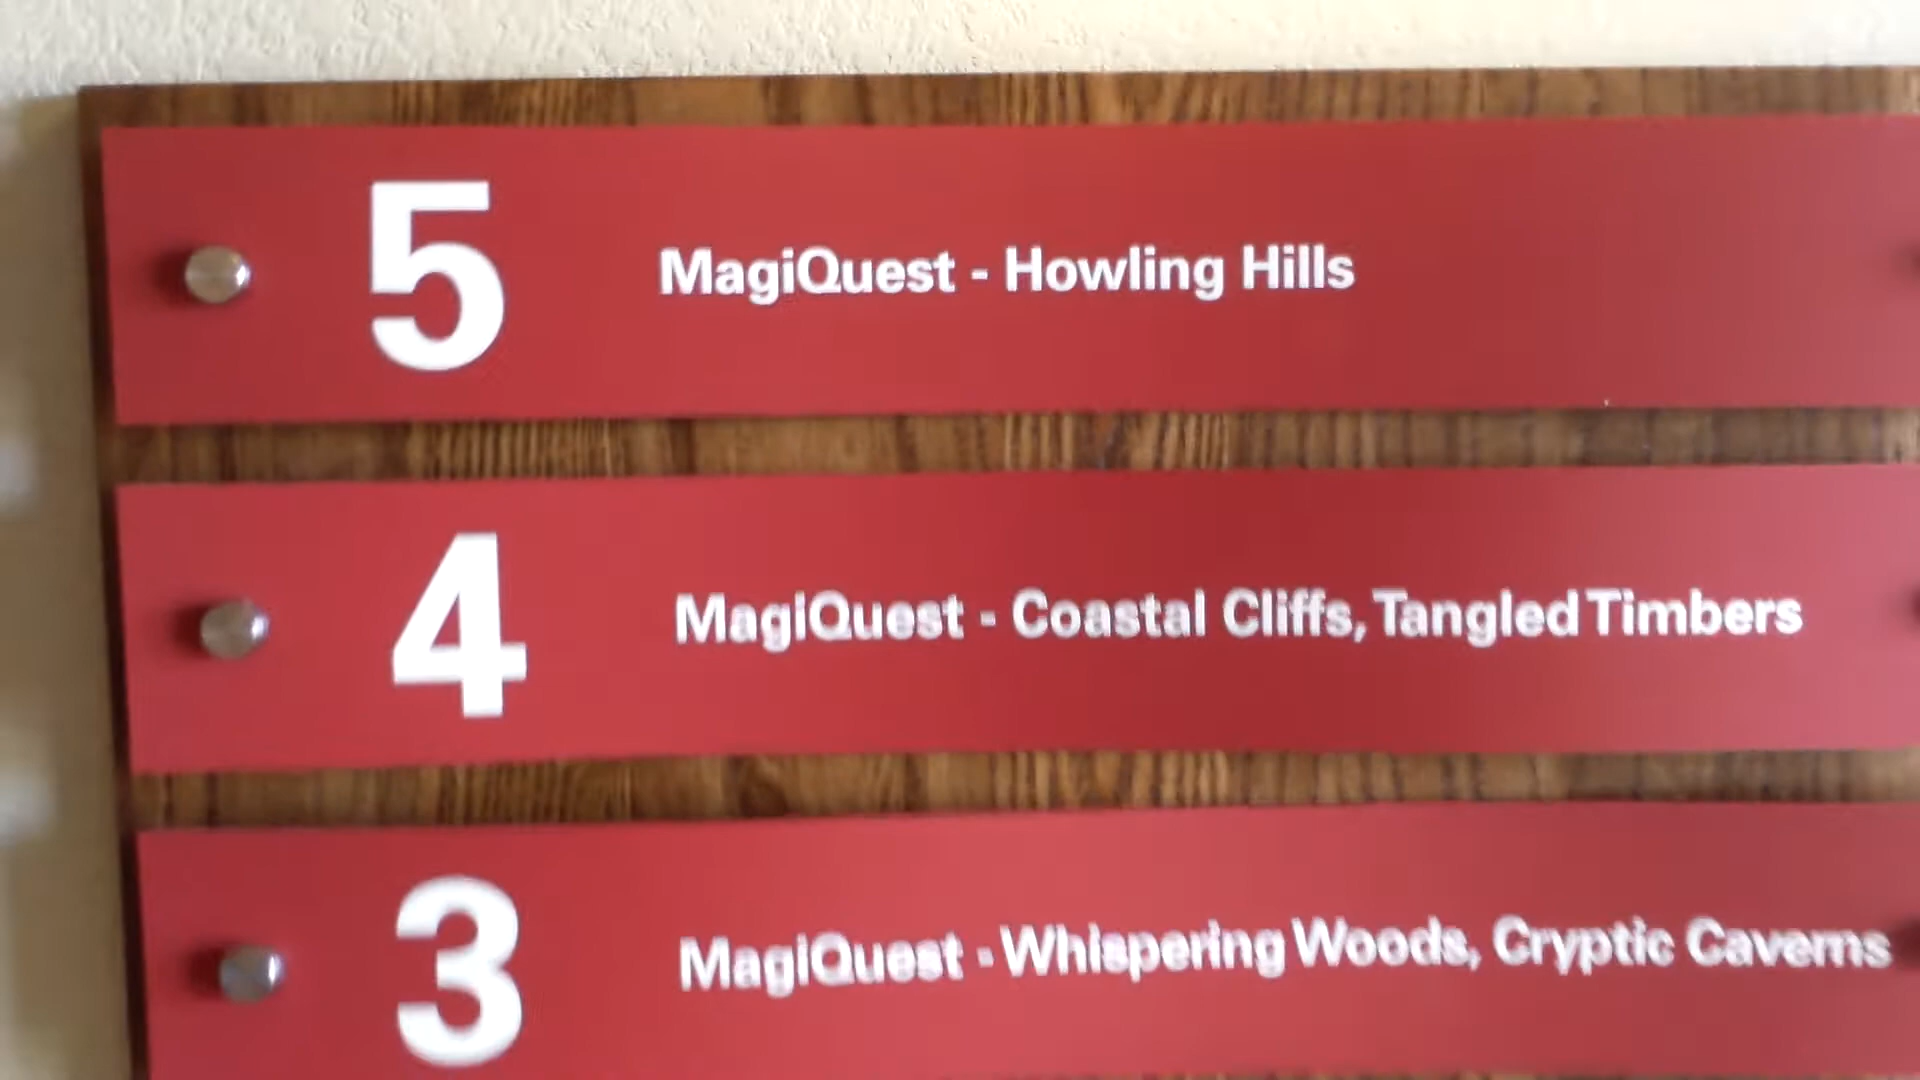 5 MagiQuest - Howling Hills
4 MagiQuest - Coastal Cliffs, Tangled Timbers
3 MagiQuest - Whispering Woods, Cryptic Caverns